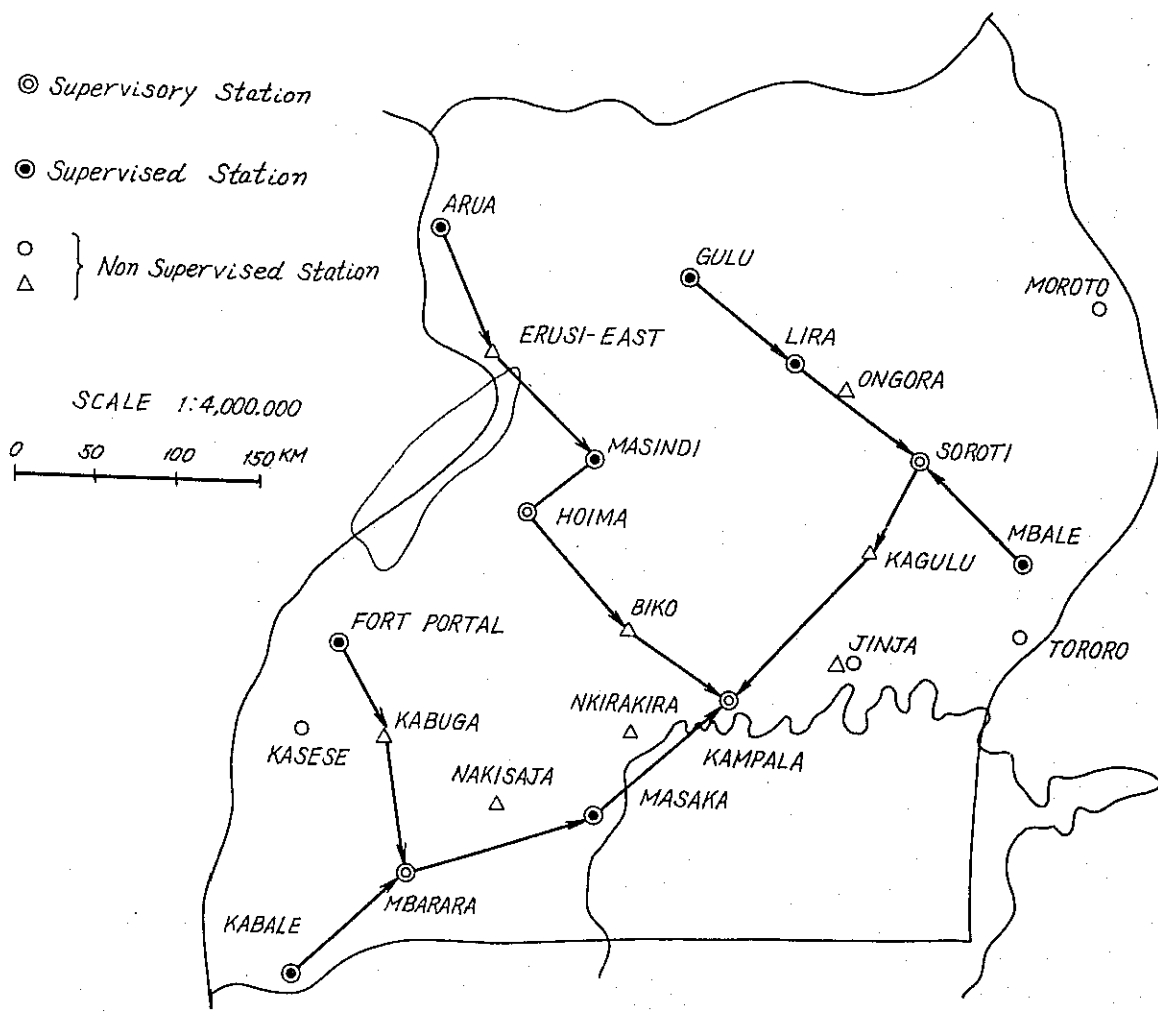 Supervisory Station
Supervised Station
Non Supervised Station
SCALE 1:4,000.000
0 50 100 150 KM
ARUA
GULU
MOROTO
ERUSI-EAST
LIRA
ONGORA
MASINDI
SOROTI
HOIMA
MBALE
KAGULU
BIKO
FORT PORTAL
JINJA
TORORO
NKIRAKIRA
KABUGA
KASESE
KAMPALA
NAKISAJA
MASAKA
MBARARA
KABALE